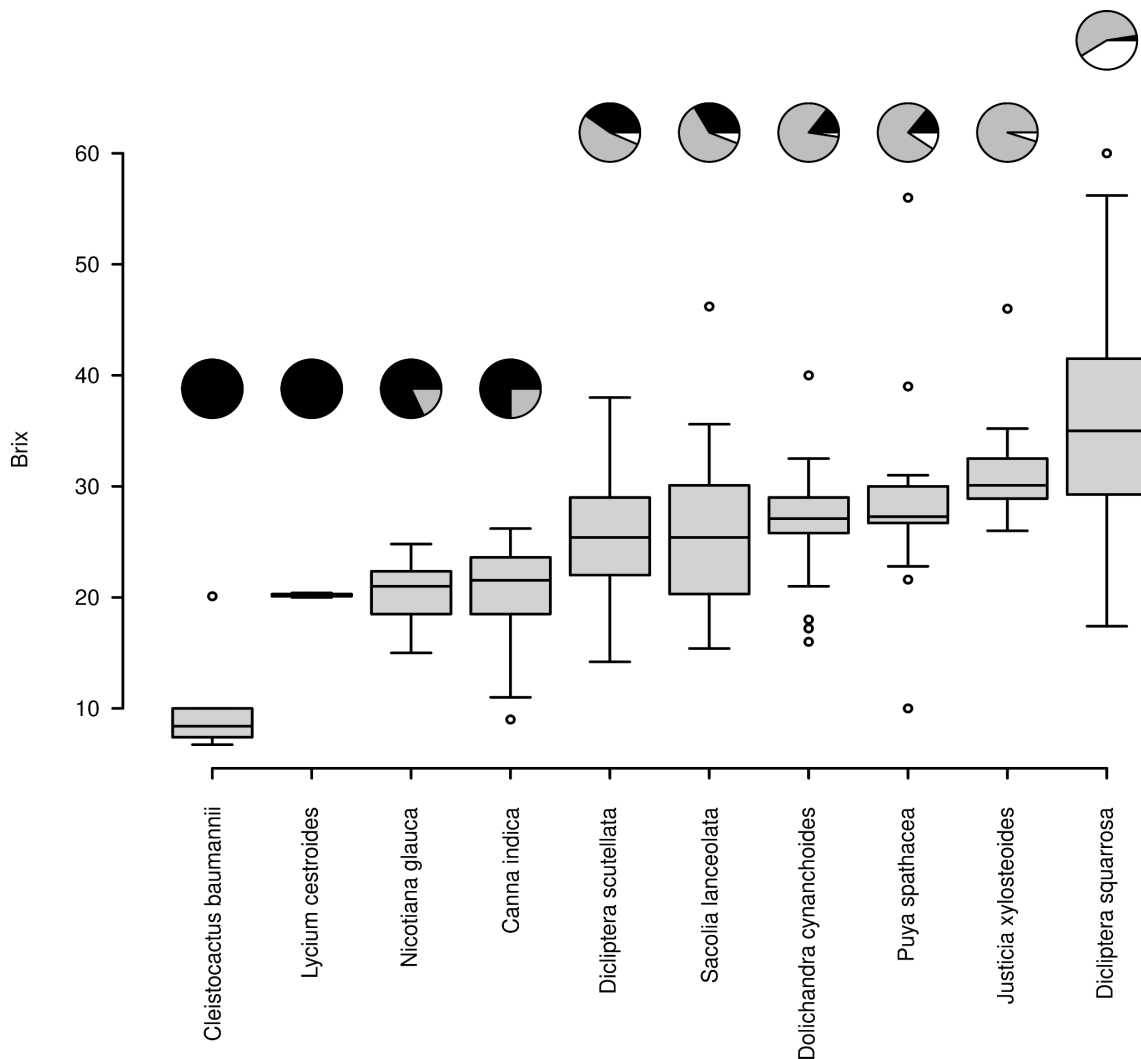 60
50
40
30
20
10
Brix
Cleistocactus baumannii
Lycium cestroides
Nicotiana glauca
Canna indica
Dicliptera scutellata
Sacolia lanceolata
Dolichandra cynanchoides
Puya spathacea
Justicia xylosteoides
Dicliptera squarrosa